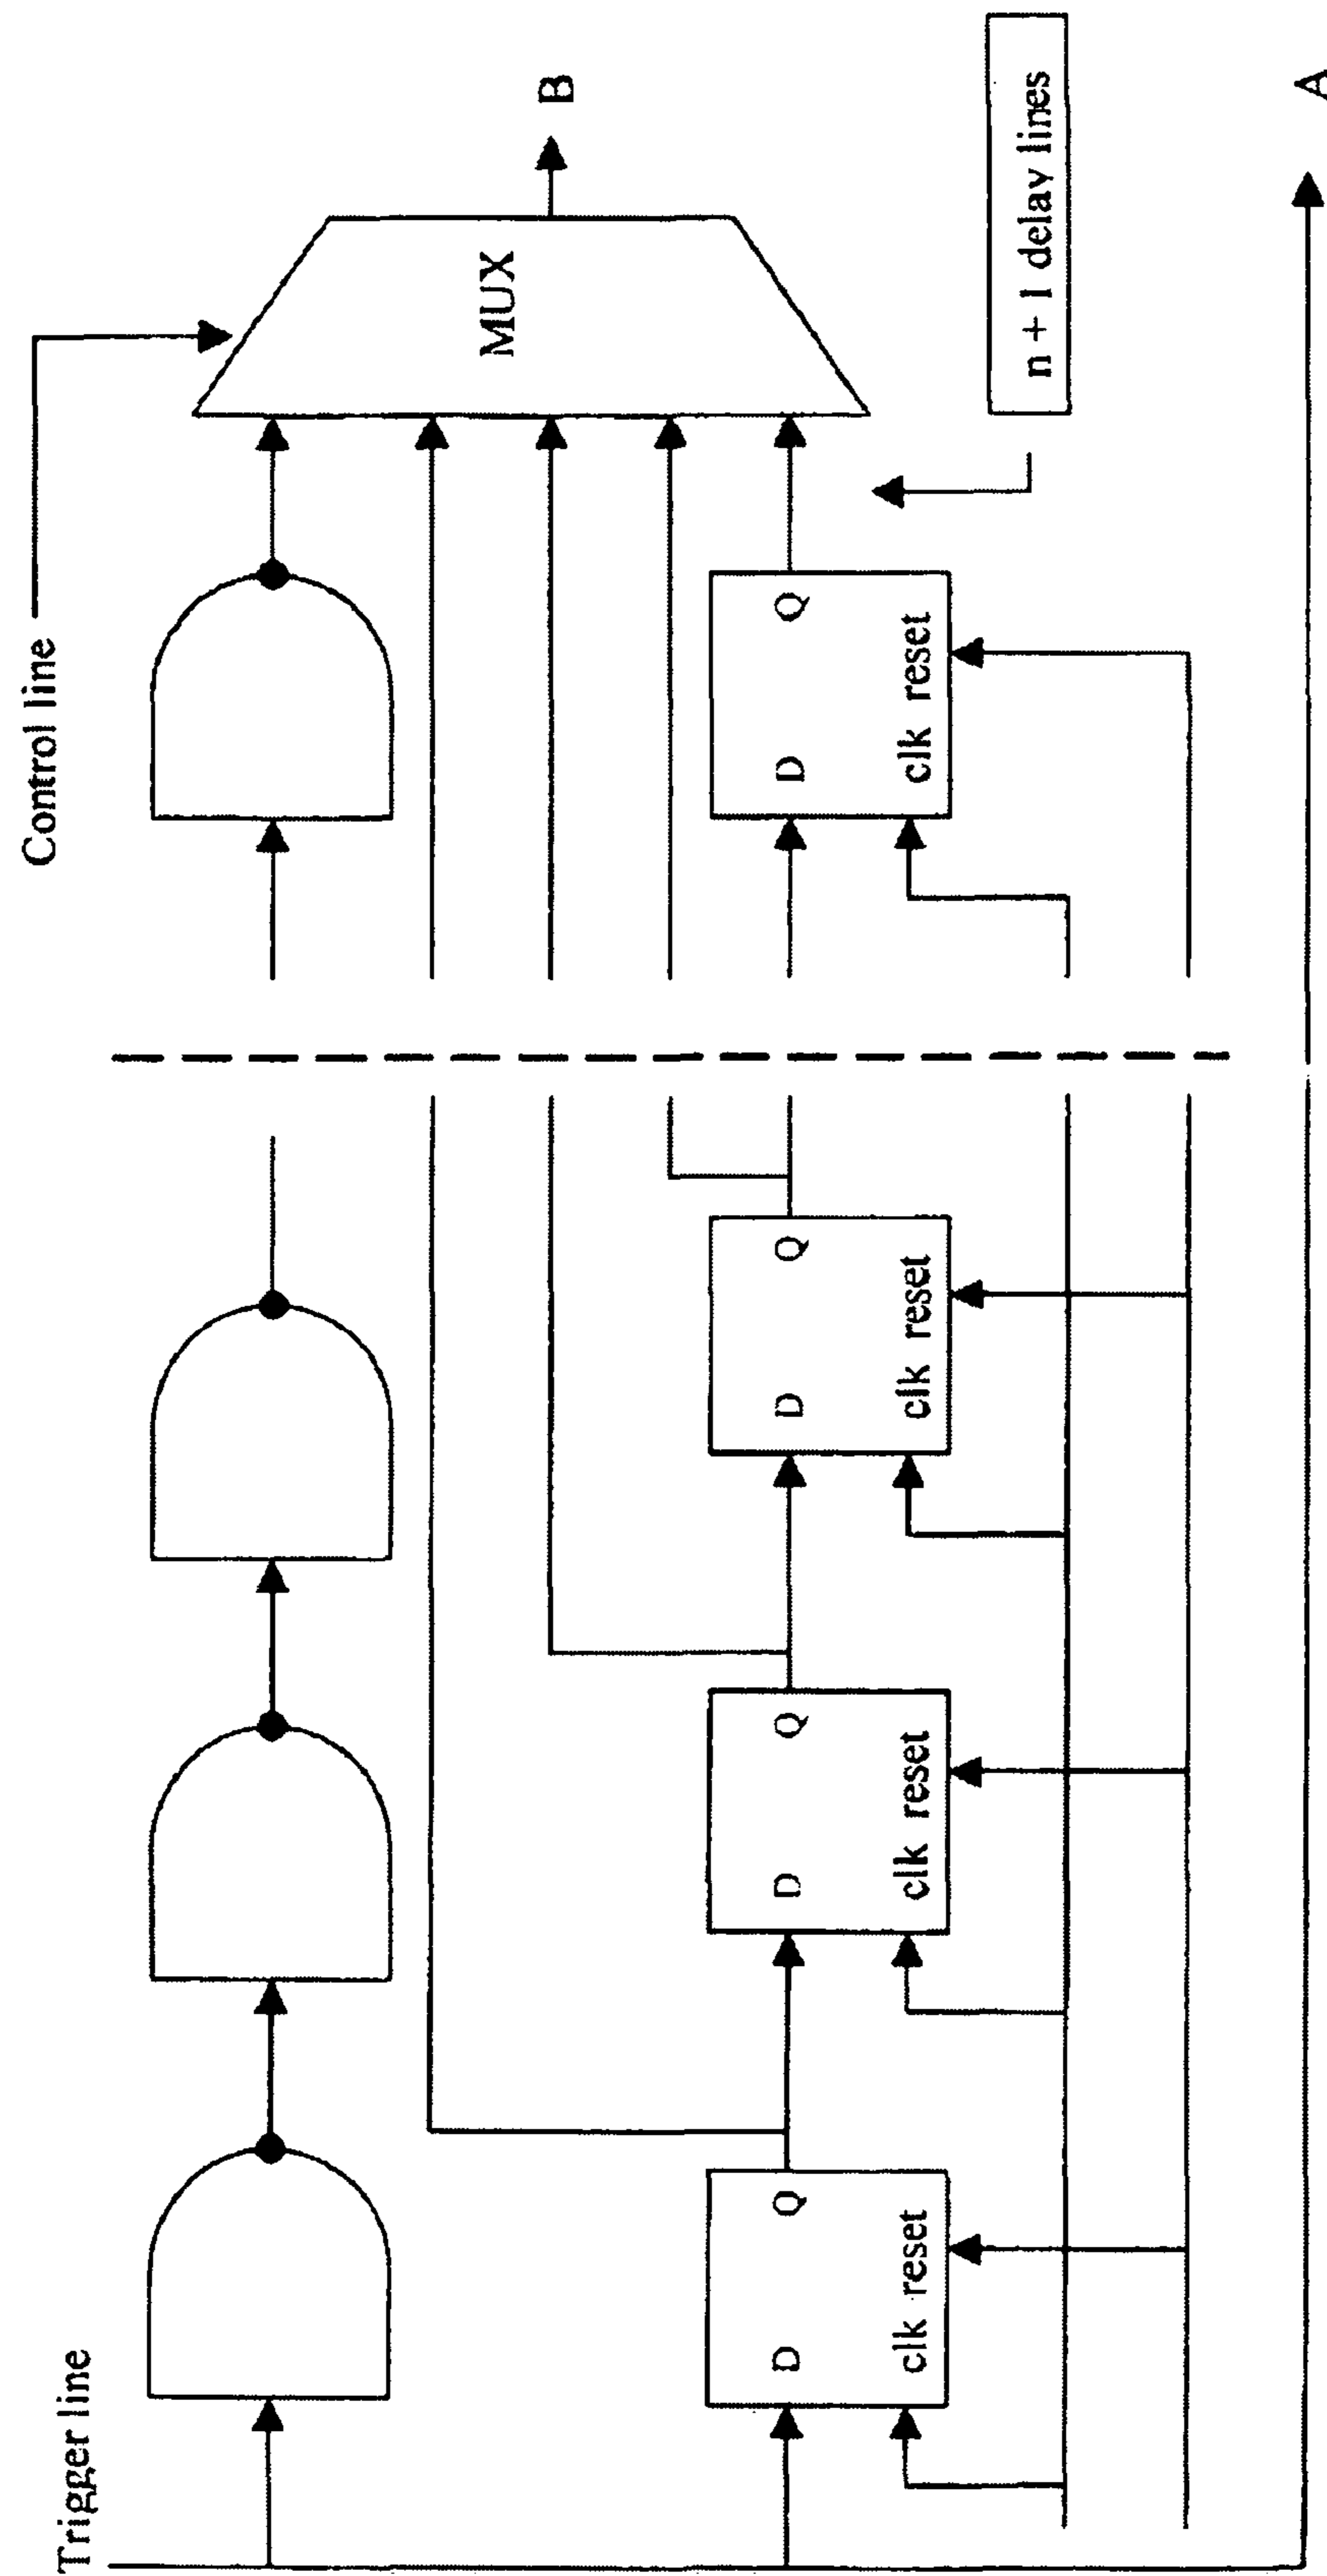 Control line
Trigger line
MUX
B
D
Q
clk reset
D
Q
clk reset
D
Q
clk reset
D
Q
clk reset
n + 1 delay lines
A